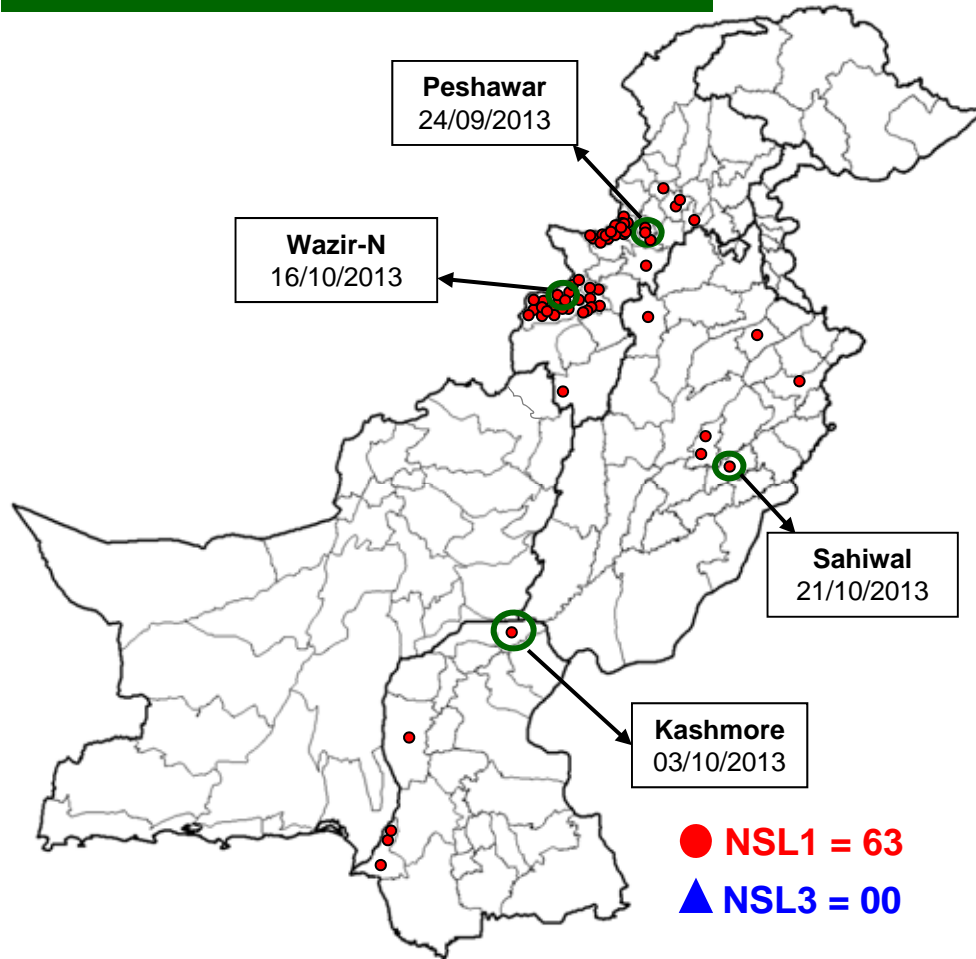 Peshawar
24/09/2013
Wazir-N
16/10/2013
Sahiwal
21/10/2013
Kashmore
03/10/2013
NSL1 = 63
NSL3 = 00